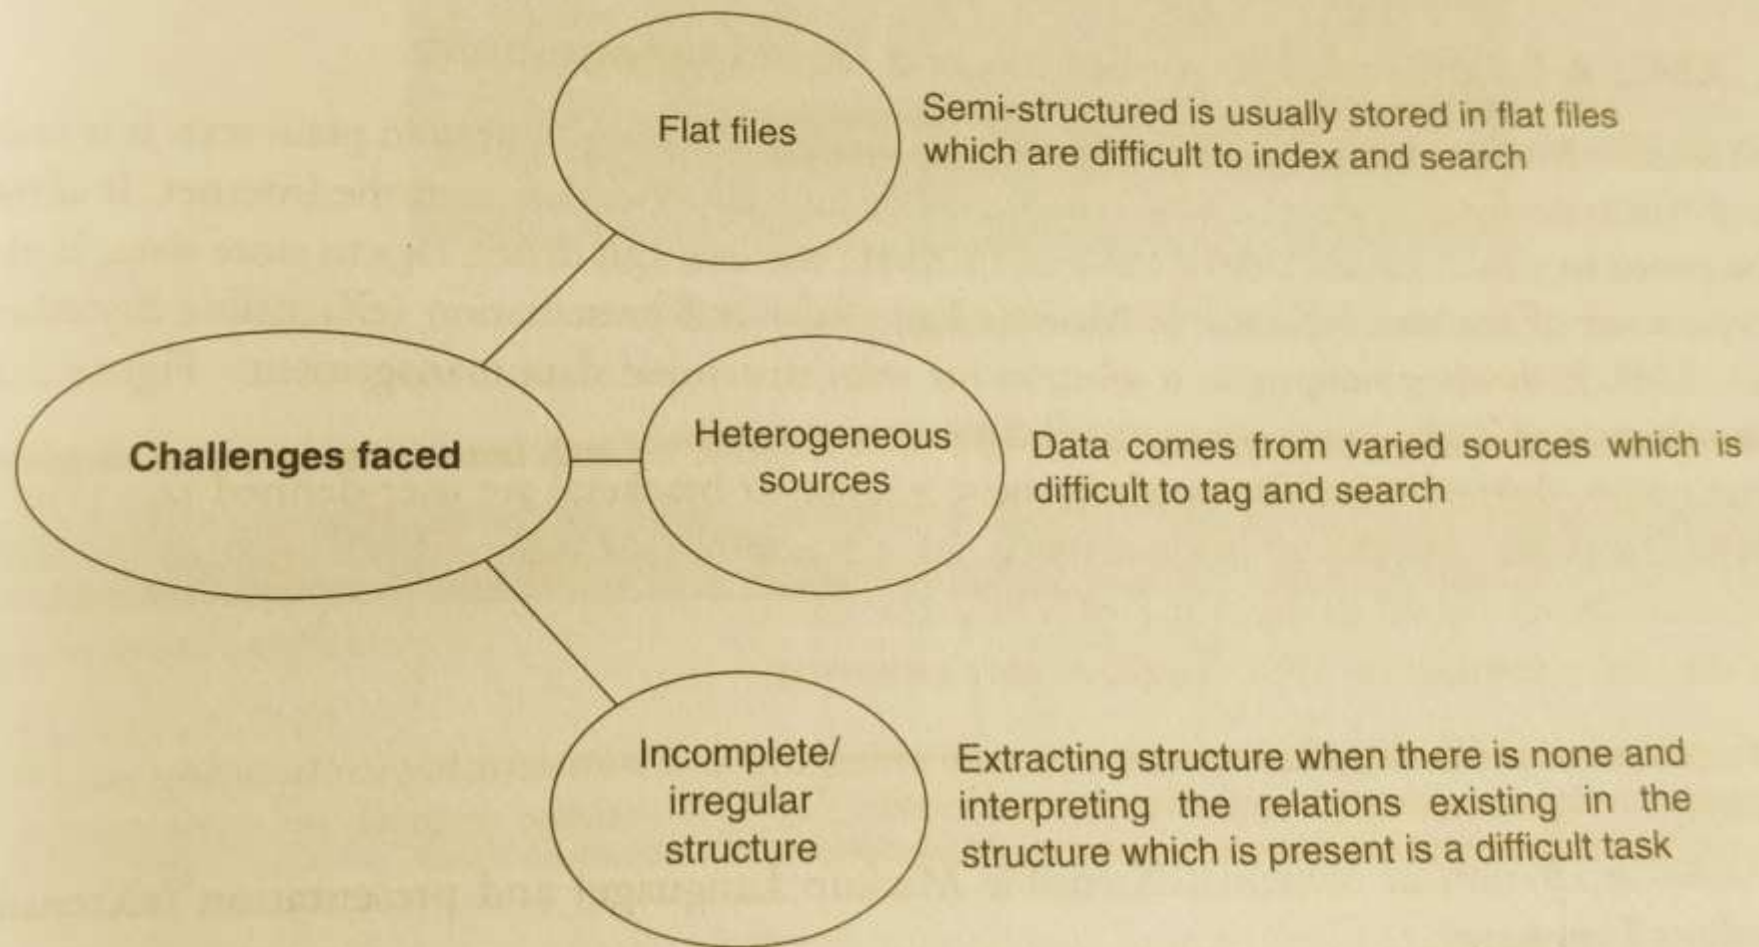 Flat files
Semi-structured is usually stored in flat files
which are difficult to index and search
Challenges faced
Heterogeneous
sources
Data comes from varied sources which is
difficult to tag and search
Incomplete/
irregular
structure
Extracting structure when there is none and
interpreting the relations existing in the
structure which is present is a difficult task